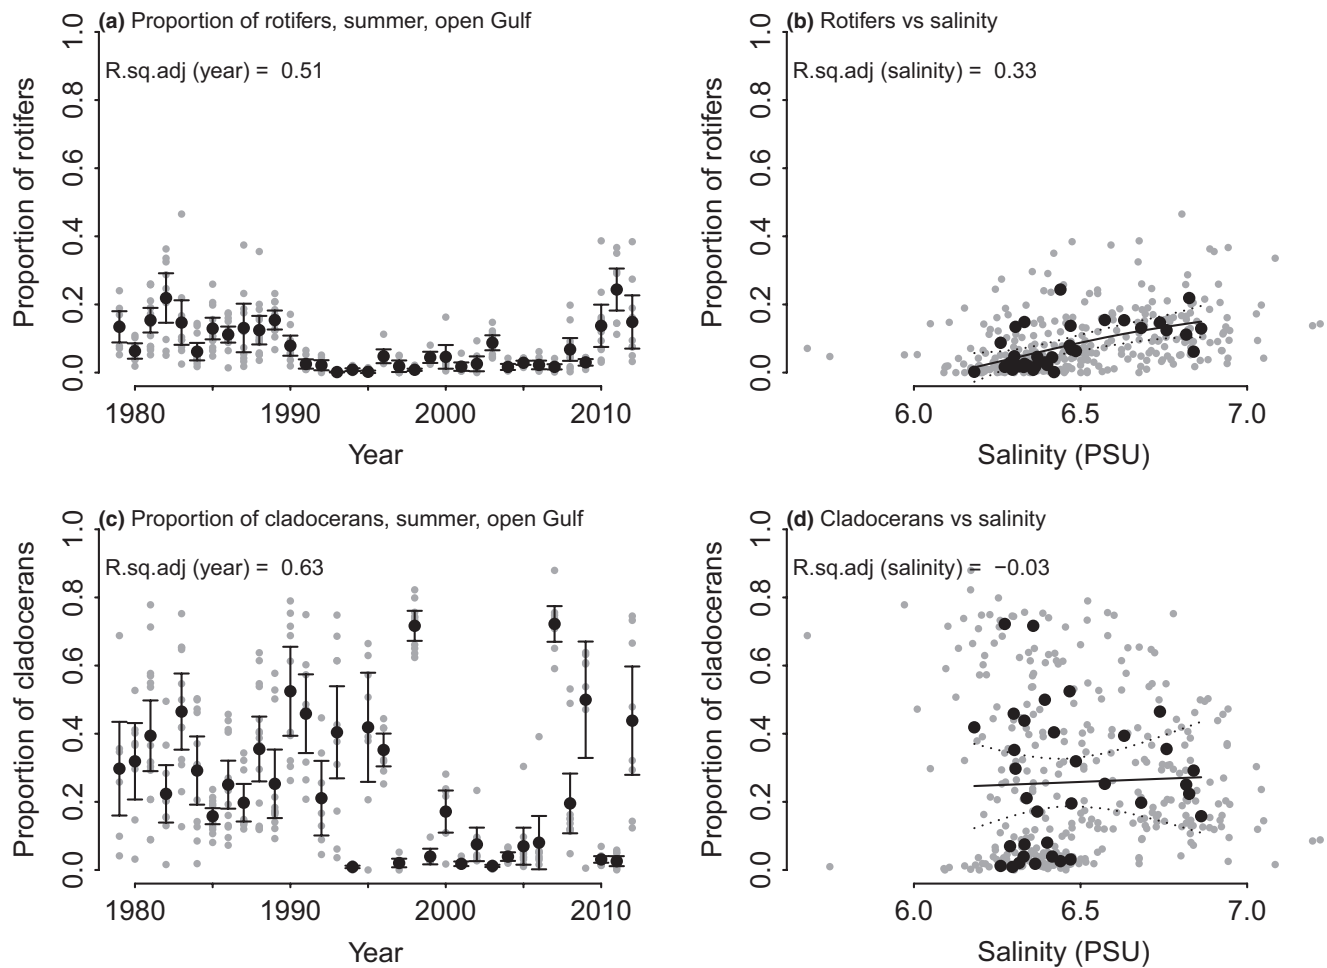 (a) Proportion of rotifers, summer, open Gulf
R.sq.adj (year) = 0.51
Proportion of rotifers
0.0 0.2 0.4 0.6 0.8 1.0
1980 1990 2000 2010
Year
(b) Rotifers vs salinity
R.sq.adj (salinity) = 0.33
Proportion of rotifers
0.0 0.2 0.4 0.6 0.8 1.0
6.0 6.5 7.0
Salinity (PSU)
(c) Proportion of cladocerans, summer, open Gulf
R.sq.adj (year) = 0.63
Proportion of cladocerans
0.0 0.2 0.4 0.6 0.8 1.0
1980 1990 2000 2010
Year
(d) Cladocerans vs salinity
R.sq.adj (salinity) = −0.03
Proportion of cladocerans
0.0 0.2 0.4 0.6 0.8 1.0
6.0 6.5 7.0
Salinity (PSU)